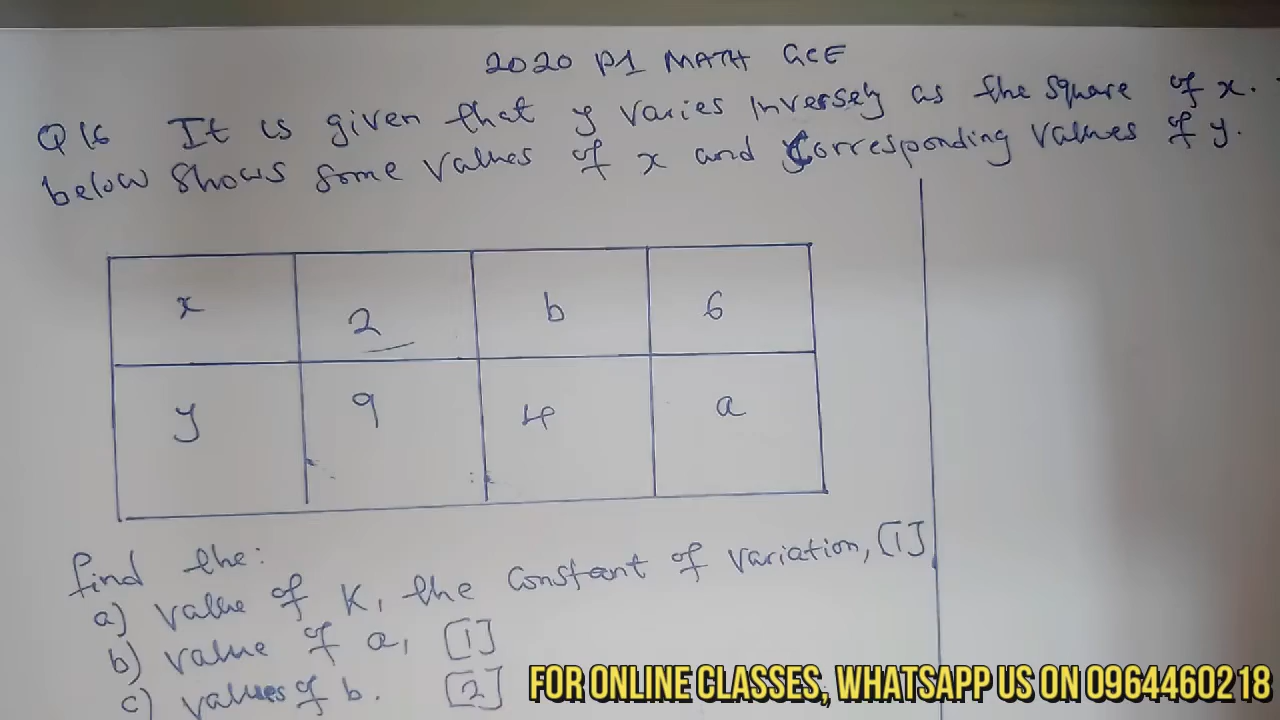 2020 P1 MATH GCE
Q16 It is given that y varies inversely as the square of x.
below shows some values of x and corresponding values of y.
x 2 b 6
y 9 4 a
find the:
a) value of K, the constant of variation, [1]
b) value of a, [1]
c) values of b. [2]
FOR ONLINE CLASSES, WHATSAPP US ON 0964460218